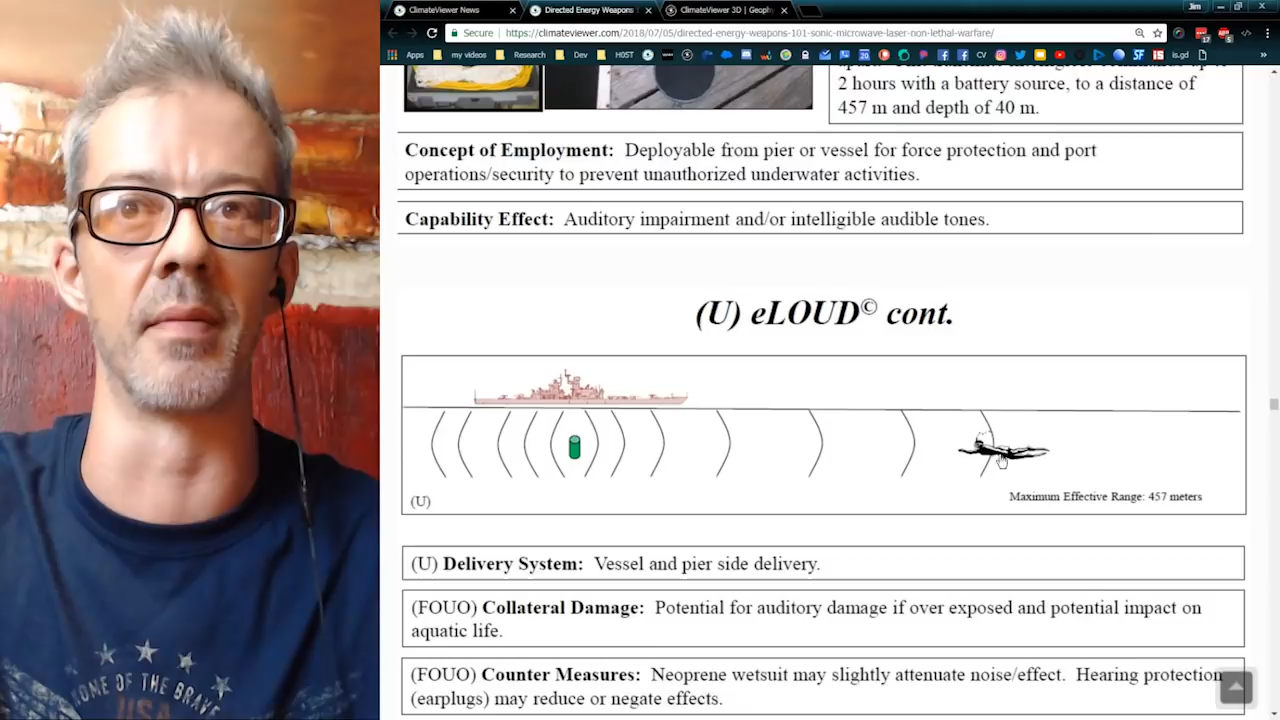 ClimateViewer News
Directed Energy Weapons
ClimateViewer 3D | Geoph
Jim
Secure | https://climateviewer.com/2018/07/05/directed-energy-weapons-101-sonic-microwave-laser-non-lethal-warfare/
Apps my videos Research Dev H0ST is.gd
2 hours with a battery source, to a distance of
457 m and depth of 40 m.
Concept of Employment: Deployable from pier or vessel for force protection and port
operations/security to prevent unauthorized underwater activities.
Capability Effect: Auditory impairment and/or intelligible audible tones.
(U) eLOUD© cont.
(U)
Maximum Effective Range: 457 meters
(U) Delivery System: Vessel and pier side delivery.
(FOUO) Collateral Damage: Potential for auditory damage if over exposed and potential impact on
aquatic life.
(FOUO) Counter Measures: Neoprene wetsuit may slightly attenuate noise/effect. Hearing protection
(earplugs) may reduce or negate effects.
OME OF THE BRAVE
USA